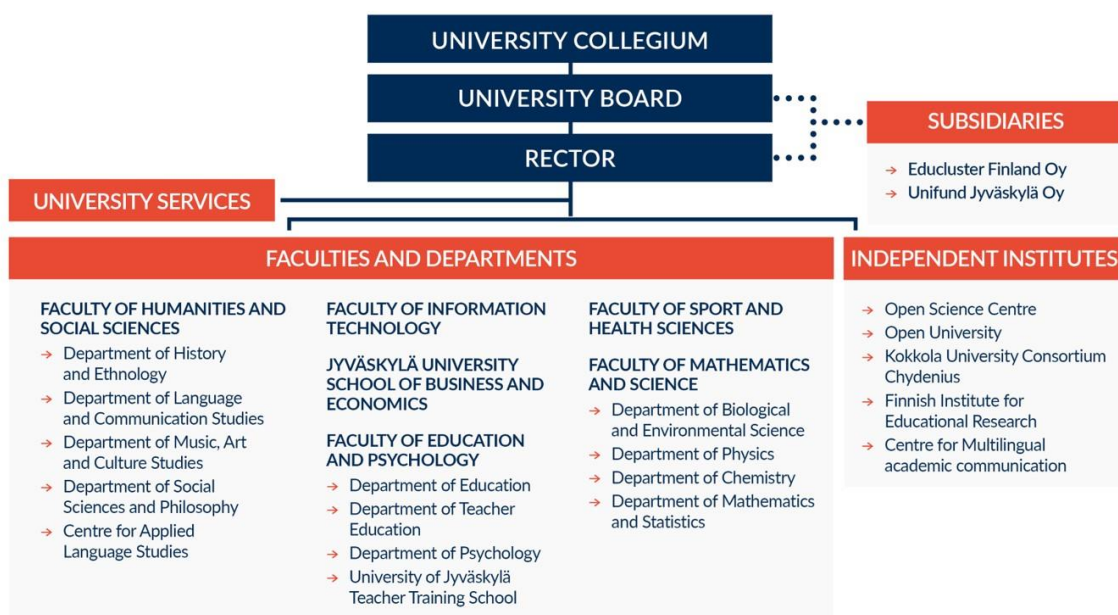 UNIVERSITY COLLEGIUM
UNIVERSITY BOARD
RECTOR
SUBSIDIARIES
→ Educluster Finland Oy
→ Unifund Jyväskylä Oy
UNIVERSITY SERVICES
FACULTIES AND DEPARTMENTS
FACULTY OF HUMANITIES AND
SOCIAL SCIENCES
→ Department of History
and Ethnology
→ Department of Language
and Communication Studies
→ Department of Music, Art
and Culture Studies
→ Department of Social
Sciences and Philosophy
→ Centre for Applied
Language Studies
FACULTY OF INFORMATION
TECHNOLOGY
JYVÄSKYLÄ UNIVERSITY
SCHOOL OF BUSINESS AND
ECONOMICS
FACULTY OF EDUCATION
AND PSYCHOLOGY
→ Department of Education
→ Department of Teacher
Education
→ Department of Psychology
→ University of Jyväskylä
Teacher Training School
FACULTY OF SPORT AND
HEALTH SCIENCES
FACULTY OF MATHEMATICS
AND SCIENCE
→ Department of Biological
and Environmental Science
→ Department of Physics
→ Department of Chemistry
→ Department of Mathematics
and Statistics
INDEPENDENT INSTITUTES
→ Open Science Centre
→ Open University
→ Kokkola University Consortium
Chydenius
→ Finnish Institute for
Educational Research
→ Centre for Multilingual
academic communication